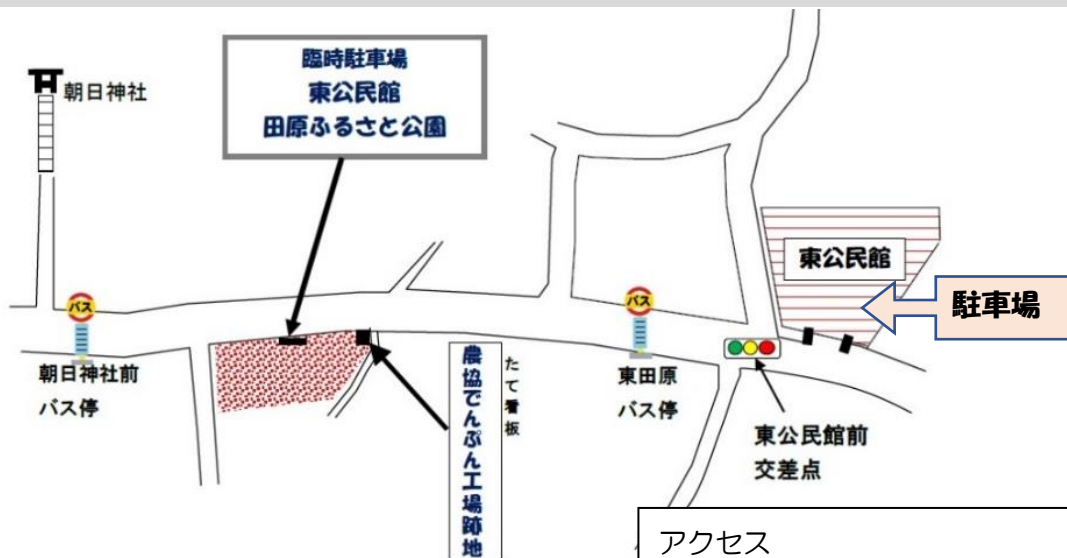 朝日神社
臨時駐車場
東公民館
田原ふるさと公園
バス
朝日神社前
バス停
農協でんぷん工場跡地
たて看板
バス
東田原
バス停
東公民館
駐車場
東公民館前
交差点
アクセス